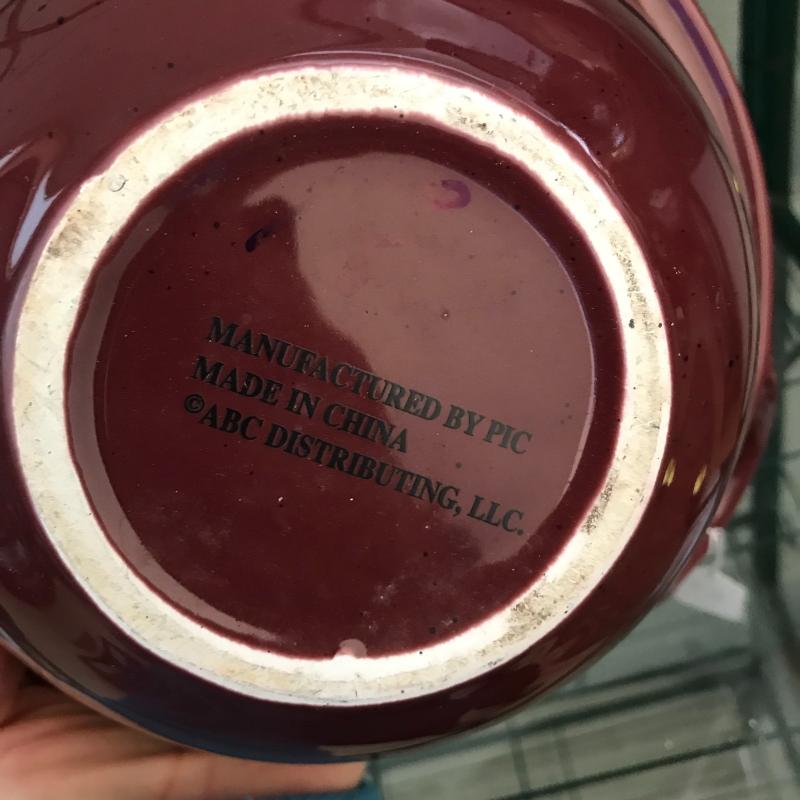 MANUFACTURED BY PIC
MADE IN CHINA
©ABC DISTRIBUTING, LLC.